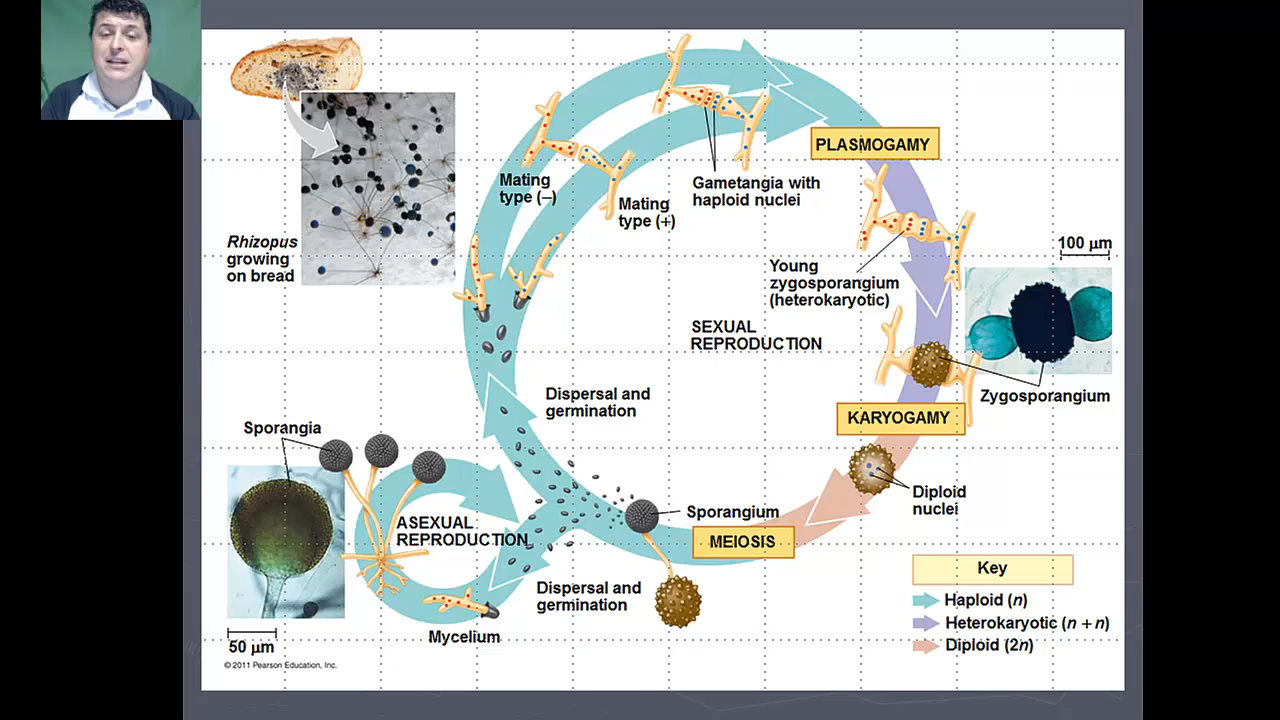 PLASMOGAMY
Mating
type (–)
Gametangia with
haploid nuclei
Mating
type (+)
Rhizopus
growing
on bread
100 µm
Young
zygosporangium
(heterokaryotic)
SEXUAL
REPRODUCTION
Dispersal and
germination
Zygosporangium
KARYOGAMY
Sporangia
Diploid
nuclei
Sporangium
ASEXUAL
REPRODUCTION
MEIOSIS
Key
Dispersal and
germination
Haploid (n)
Heterokaryotic (n + n)
Diploid (2n)
Mycelium
50 µm
© 2011 Pearson Education, Inc.